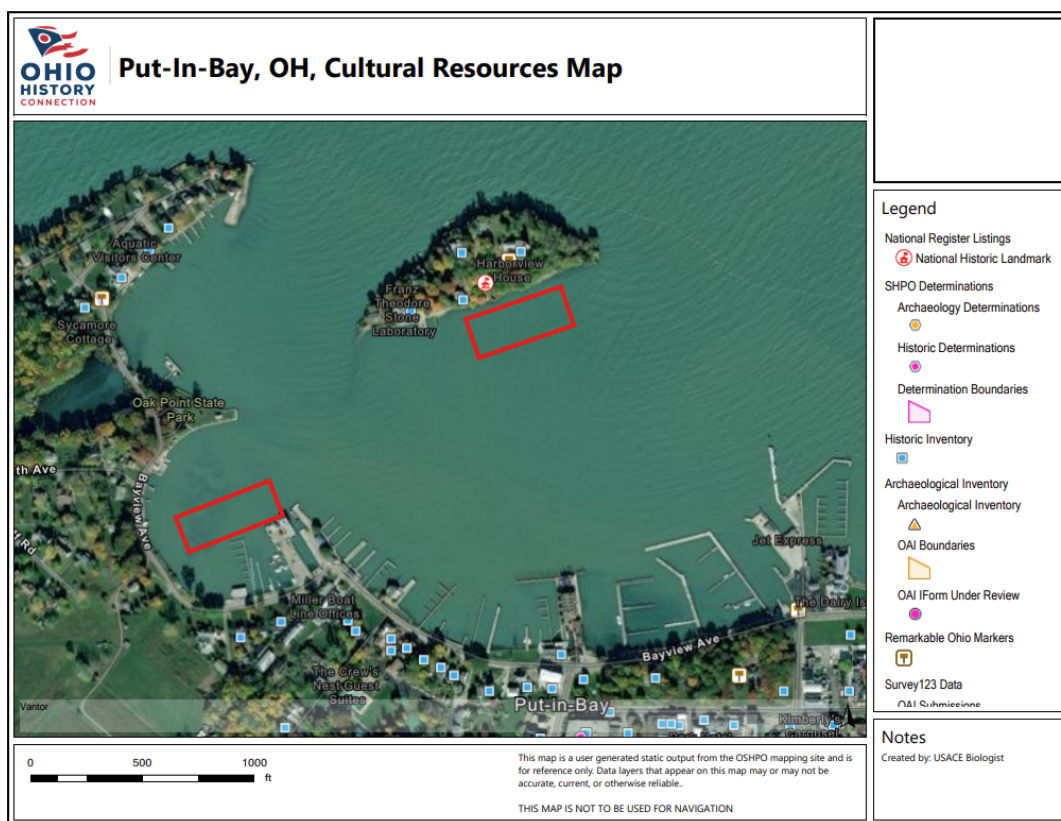 OHIO
HISTORY
CONNECTION
Put-In-Bay, OH, Cultural Resources Map
Aquatic
Visitors Center
Harborview
House
Franz
Theodore
Stone
Laboratory
Sycamore
Cottage
Oak Point State
Park
th Ave
Bayview Ave
Rd
Jet Express
Miller Boat
Line Offices
The Dairy Is
Bayview Ave
The Crew's
Nest Guest
Suites
Put-in-Bay
Kimberly's
Carousel
Vantor
Legend
National Register Listings
National Historic Landmark
SHPO Determinations
Archaeology Determinations
Historic Determinations
Determination Boundaries
Historic Inventory
Archaeological Inventory
Archaeological Inventory
OAI Boundaries
OAI IForm Under Review
Remarkable Ohio Markers
Survey123 Data
OAI Submissions
0 500 1000
ft
This map is a user generated static output from the OSHPO mapping site and is
for reference only. Data layers that appear on this map may or may not be
accurate, current, or otherwise reliable..
THIS MAP IS NOT TO BE USED FOR NAVIGATION
Notes
Created by: USACE Biologist